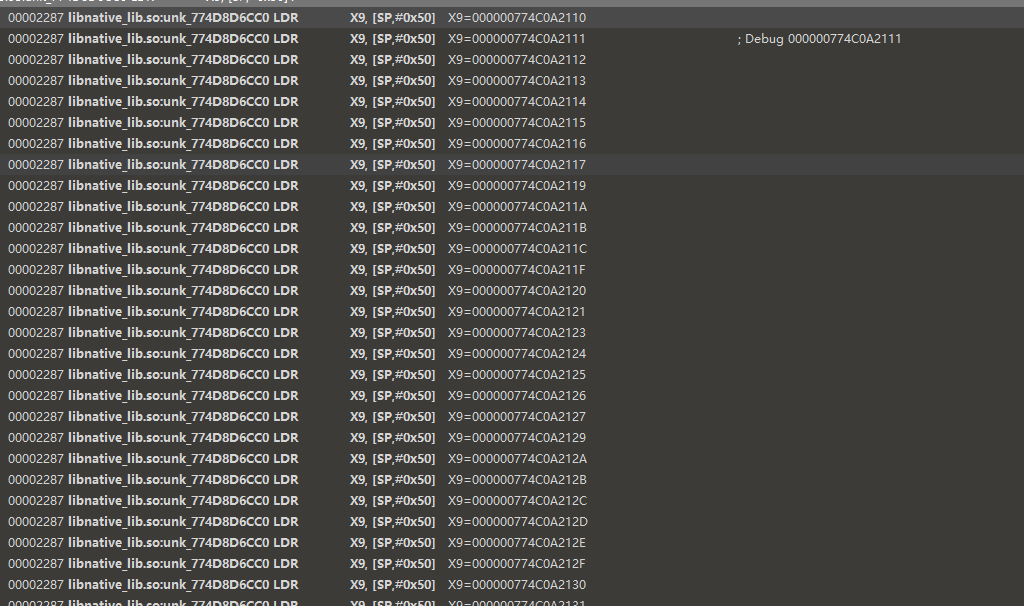 00002287 libnative_lib.so:unk_774D8D6CC0 LDR X9, [SP,#0x50] X9=000000774C0A2110
00002287 libnative_lib.so:unk_774D8D6CC0 LDR X9, [SP,#0x50] X9=000000774C0A2111 ; Debug 000000774C0A2111
00002287 libnative_lib.so:unk_774D8D6CC0 LDR X9, [SP,#0x50] X9=000000774C0A2112
00002287 libnative_lib.so:unk_774D8D6CC0 LDR X9, [SP,#0x50] X9=000000774C0A2113
00002287 libnative_lib.so:unk_774D8D6CC0 LDR X9, [SP,#0x50] X9=000000774C0A2114
00002287 libnative_lib.so:unk_774D8D6CC0 LDR X9, [SP,#0x50] X9=000000774C0A2115
00002287 libnative_lib.so:unk_774D8D6CC0 LDR X9, [SP,#0x50] X9=000000774C0A2116
00002287 libnative_lib.so:unk_774D8D6CC0 LDR X9, [SP,#0x50] X9=000000774C0A2117
00002287 libnative_lib.so:unk_774D8D6CC0 LDR X9, [SP,#0x50] X9=000000774C0A2119
00002287 libnative_lib.so:unk_774D8D6CC0 LDR X9, [SP,#0x50] X9=000000774C0A211A
00002287 libnative_lib.so:unk_774D8D6CC0 LDR X9, [SP,#0x50] X9=000000774C0A211B
00002287 libnative_lib.so:unk_774D8D6CC0 LDR X9, [SP,#0x50] X9=000000774C0A211C
00002287 libnative_lib.so:unk_774D8D6CC0 LDR X9, [SP,#0x50] X9=000000774C0A211F
00002287 libnative_lib.so:unk_774D8D6CC0 LDR X9, [SP,#0x50] X9=000000774C0A2120
00002287 libnative_lib.so:unk_774D8D6CC0 LDR X9, [SP,#0x50] X9=000000774C0A2121
00002287 libnative_lib.so:unk_774D8D6CC0 LDR X9, [SP,#0x50] X9=000000774C0A2123
00002287 libnative_lib.so:unk_774D8D6CC0 LDR X9, [SP,#0x50] X9=000000774C0A2124
00002287 libnative_lib.so:unk_774D8D6CC0 LDR X9, [SP,#0x50] X9=000000774C0A2125
00002287 libnative_lib.so:unk_774D8D6CC0 LDR X9, [SP,#0x50] X9=000000774C0A2126
00002287 libnative_lib.so:unk_774D8D6CC0 LDR X9, [SP,#0x50] X9=000000774C0A2127
00002287 libnative_lib.so:unk_774D8D6CC0 LDR X9, [SP,#0x50] X9=000000774C0A2129
00002287 libnative_lib.so:unk_774D8D6CC0 LDR X9, [SP,#0x50] X9=000000774C0A212A
00002287 libnative_lib.so:unk_774D8D6CC0 LDR X9, [SP,#0x50] X9=000000774C0A212B
00002287 libnative_lib.so:unk_774D8D6CC0 LDR X9, [SP,#0x50] X9=000000774C0A212C
00002287 libnative_lib.so:unk_774D8D6CC0 LDR X9, [SP,#0x50] X9=000000774C0A212D
00002287 libnative_lib.so:unk_774D8D6CC0 LDR X9, [SP,#0x50] X9=000000774C0A212E
00002287 libnative_lib.so:unk_774D8D6CC0 LDR X9, [SP,#0x50] X9=000000774C0A212F
00002287 libnative_lib.so:unk_774D8D6CC0 LDR X9, [SP,#0x50] X9=000000774C0A2130